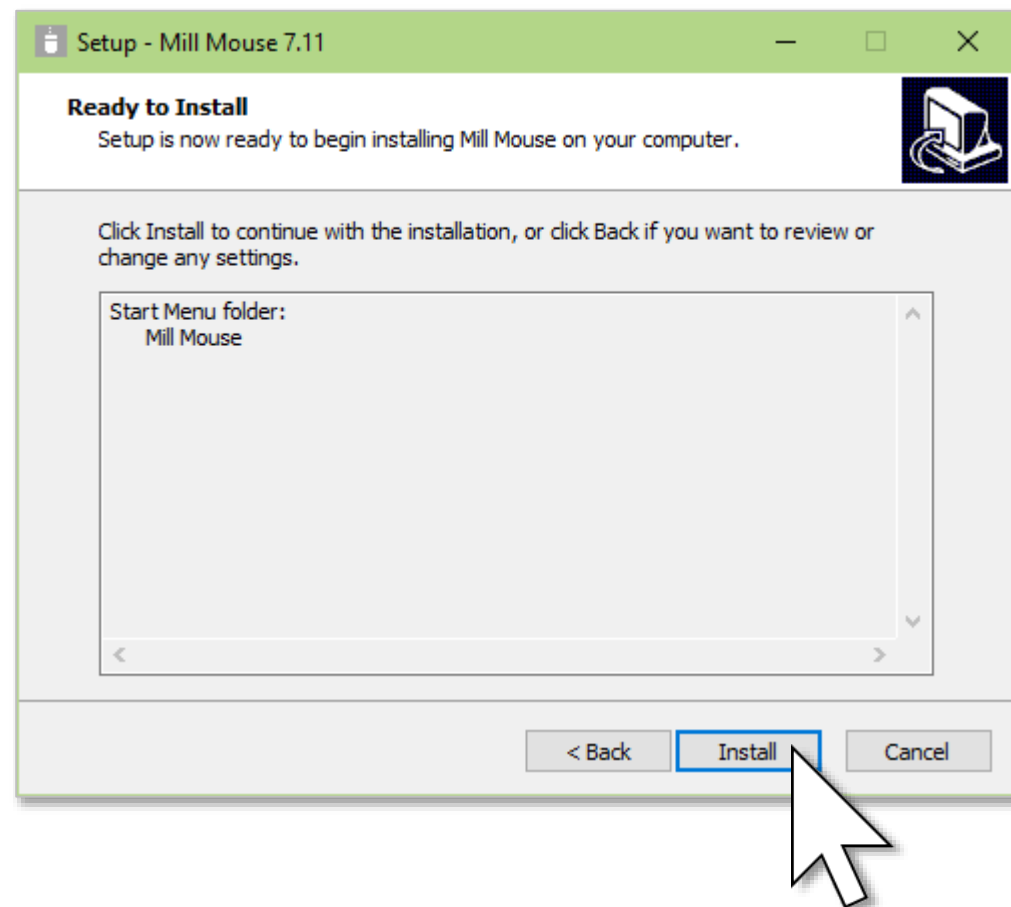 Setup - Mill Mouse 7.11
Ready to Install
Setup is now ready to begin installing Mill Mouse on your computer.
Click Install to continue with the installation, or click Back if you want to review or
change any settings.
Start Menu folder:
Mill Mouse
< Back
Install
Cancel